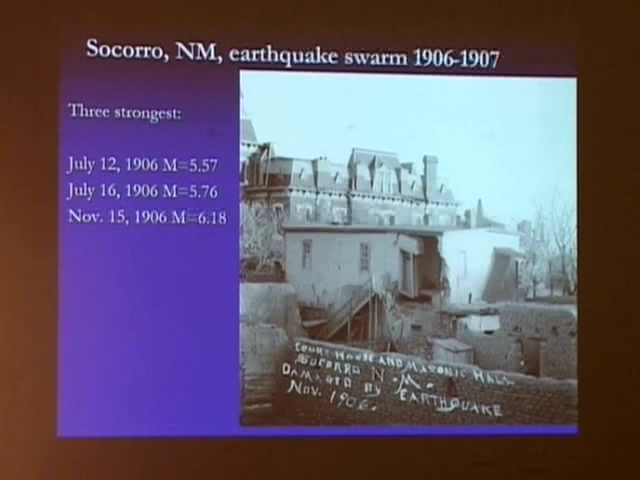 Socorro, NM, earthquake swarm 1906-1907
Three strongest:
July 12, 1906 M=5.57
July 16, 1906 M=5.76
Nov. 15, 1906 M=6.18
COURT HOUSE AND MASONIC HALL
SOCORRO N.M.
DAMAGED BY EARTHQUAKE
NOV. 1906.